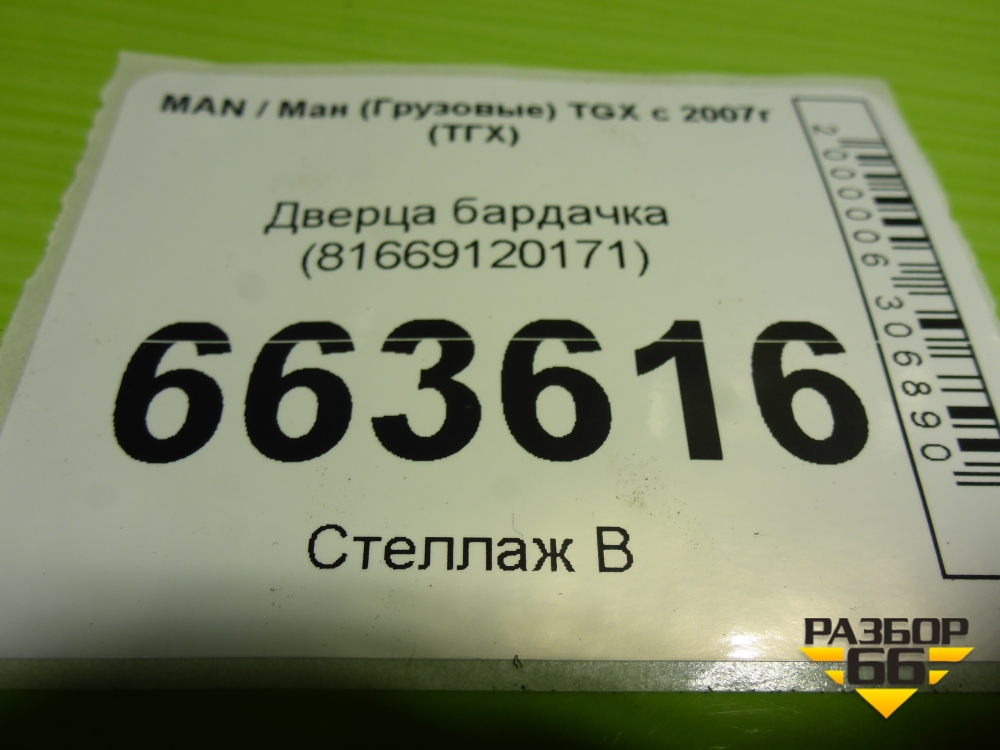 MAN / Ман (Грузовые) TGX с 2007г
(ТГХ)
Дверца бардачка
(81669120171)
663616
Стеллаж В
2000006306890
РАЗБОР
66